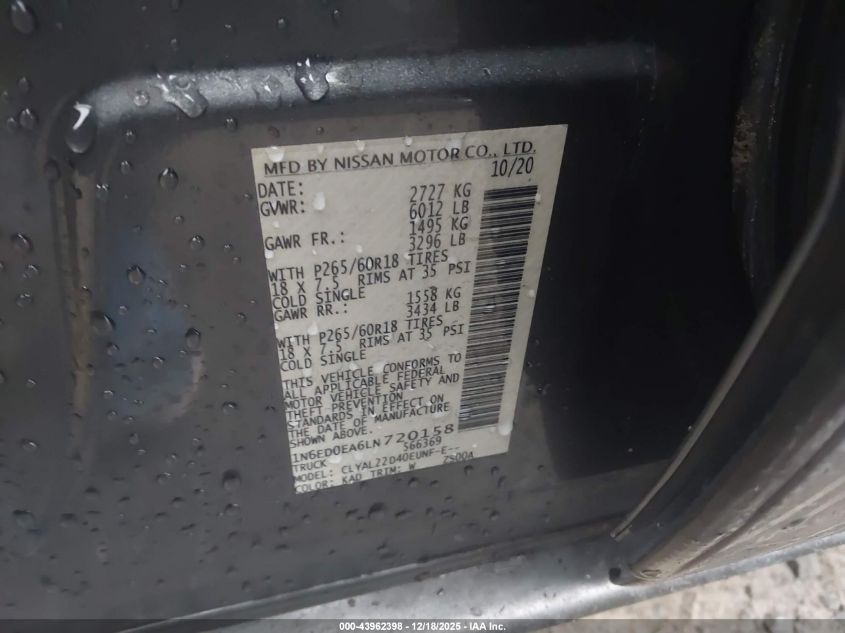 MFD BY NISSAN MOTOR CO., LTD.
DATE: 10/20
GVWR: 2727 KG
6012 LB
GAWR FR.: 1495 KG
3296 LB
WITH P265/60R18 TIRES
18 X 7.5 RIMS AT 35 PSI
COLD SINGLE
GAWR RR.: 1558 KG
3434 LB
WITH P265/60R18 TIRES
18 X 7.5 RIMS AT 35 PSI
COLD SINGLE
THIS VEHICLE CONFORMS TO
ALL APPLICABLE FEDERAL
MOTOR VEHICLE SAFETY AND
THEFT PREVENTION
STANDARDS IN EFFECT ON
THE DATE OF MANUFACTURE
SHOWN ABOVE.
1N6ED0EA6LN720158
TRUCK 566369
MODEL: CLYAL22D40EUNF-E--
COLOR: KAD TRIM: W ZS00A
000-43962398 - 12/18/2025 - IAA Inc.